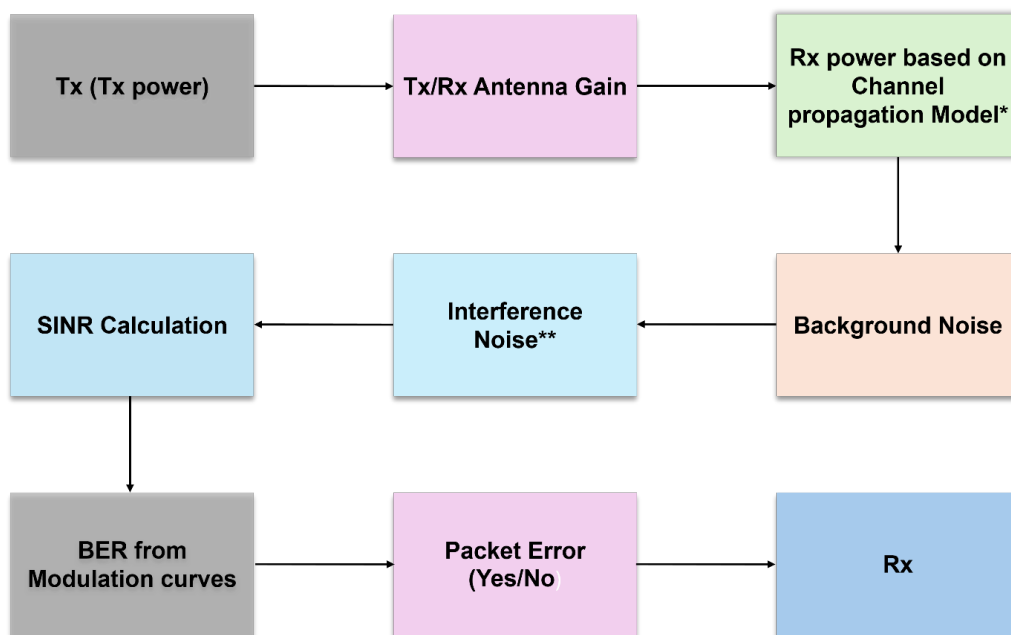 Tx (Tx power)
Tx/Rx Antenna Gain
Rx power based on
Channel
propagation Model*
SINR Calculation
Interference
Noise**
Background Noise
BER from
Modulation curves
Packet Error
(Yes/No)
Rx